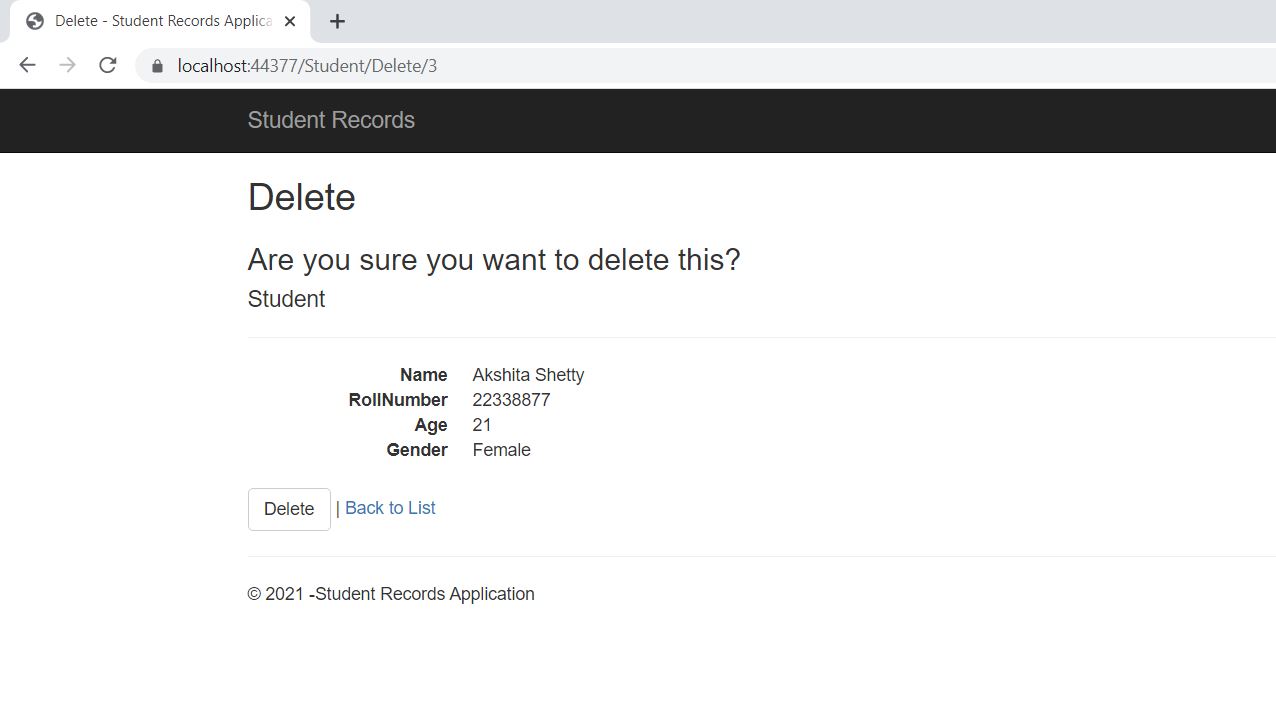 Delete - Student Records Applica
localhost:44377/Student/Delete/3
Student Records
Delete
Are you sure you want to delete this?
Student
Name Akshita Shetty
RollNumber 22338877
Age 21
Gender Female
Delete | Back to List
© 2021 -Student Records Application